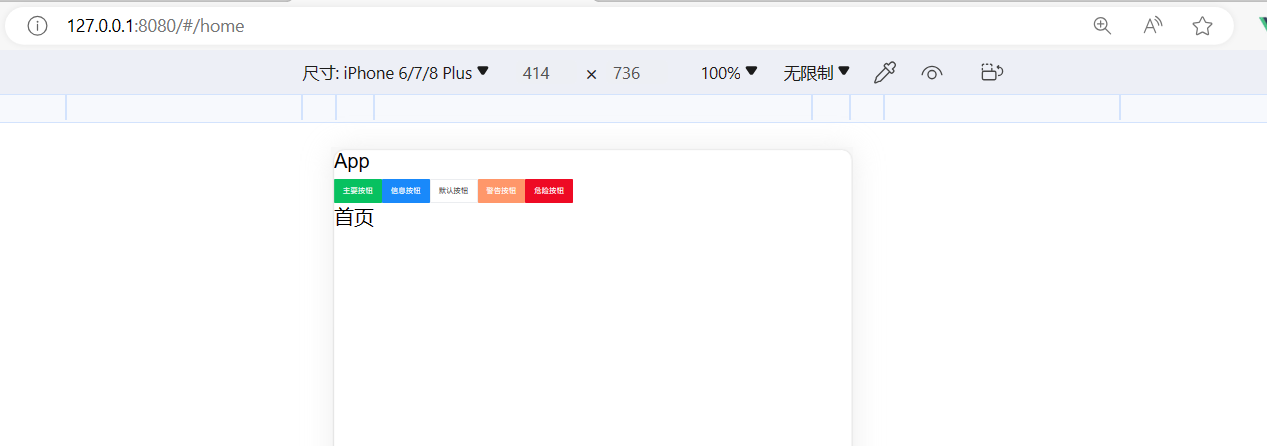 127.0.0.1:8080/#/home
尺寸: iPhone 6/7/8 Plus 414 × 736 100% 无限制
App
主要按钮 信息按钮 默认按钮 警告按钮 危险按钮
首页